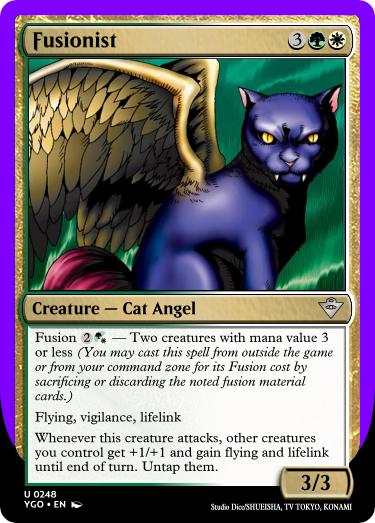 Fusionist 3
Creature — Cat Angel
Fusion 2 — Two creatures with mana value 3
or less (You may cast this spell from outside the game
or from your command zone for its Fusion cost by
sacrificing or discarding the noted fusion material
cards.)
Flying, vigilance, lifelink
Whenever this creature attacks, other creatures
you control get +1/+1 and gain flying and lifelink
until end of turn. Untap them.
3/3
U 0248
YGO • EN
Studio Dice/SHUEISHA, TV TOKYO, KONAMI